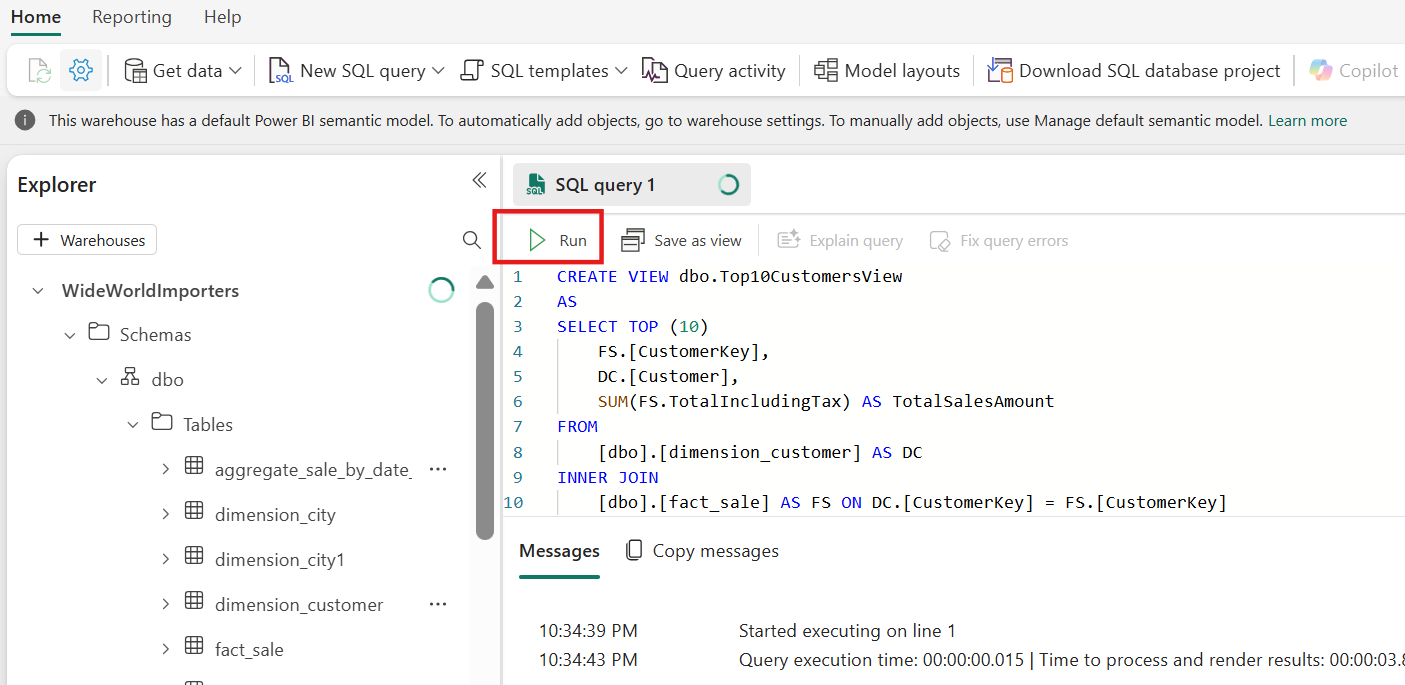 Home Reporting Help
Get data New SQL query SQL templates Query activity Model layouts Download SQL database project Copilot
This warehouse has a default Power BI semantic model. To automatically add objects, go to warehouse settings. To manually add objects, use Manage default semantic model. Learn more
Explorer
Warehouses
WideWorldImporters
Schemas
dbo
Tables
aggregate_sale_by_date_
dimension_city
dimension_city1
dimension_customer
fact_sale
SQL query 1
Run Save as view Explain query Fix query errors
1 CREATE VIEW dbo.Top10CustomersView
2 AS
3 SELECT TOP (10)
4 FS.[CustomerKey],
5 DC.[Customer],
6 SUM(FS.TotalIncludingTax) AS TotalSalesAmount
7 FROM
8 [dbo].[dimension_customer] AS DC
9 INNER JOIN
10 [dbo].[fact_sale] AS FS ON DC.[CustomerKey] = FS.[CustomerKey]
Messages Copy messages
10:34:39 PM Started executing on line 1
10:34:43 PM Query execution time: 00:00:00.015 | Time to process and render results: 00:00:03.8